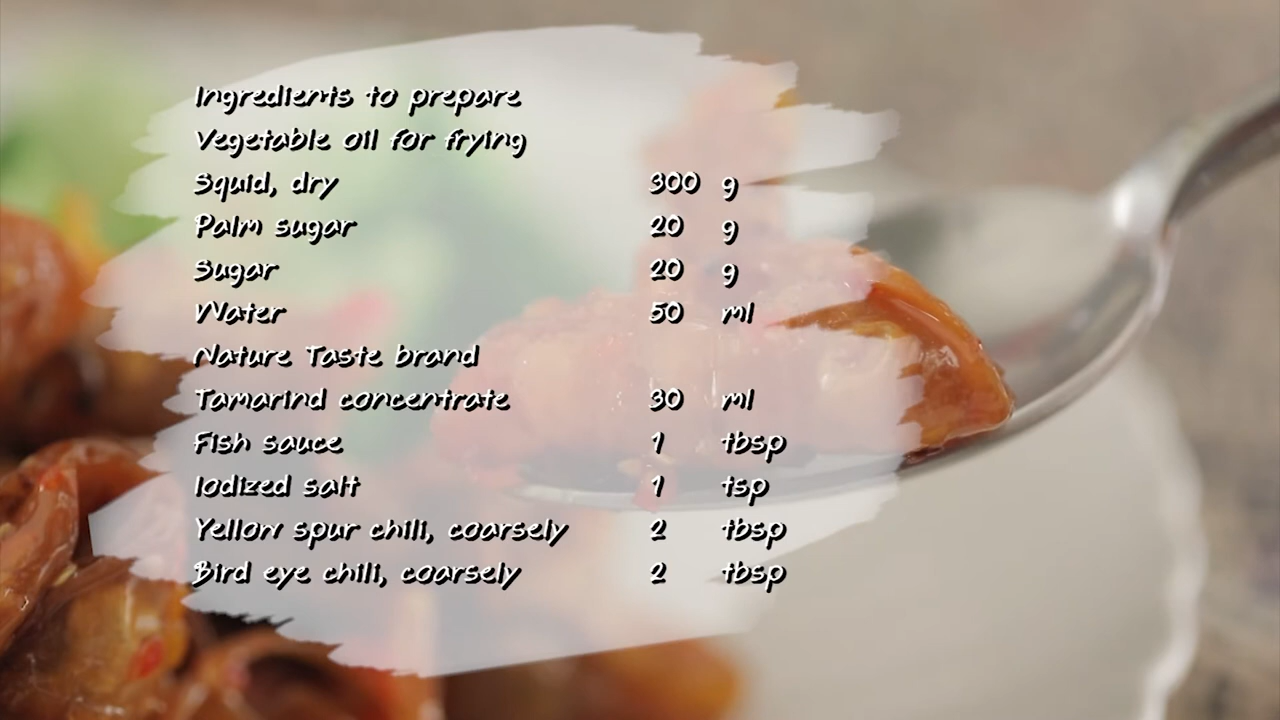 Ingredients to prepare
Vegetable oil for frying
Squid, dry 300 g
Palm sugar 20 g
Sugar 20 g
Water 50 ml
Nature Taste brand
Tamarind concentrate 30 ml
Fish sauce 1 tbsp
Iodized salt 1 tsp
Yellow spur chili, coarsely 2 tbsp
Bird eye chili, coarsely 2 tbsp